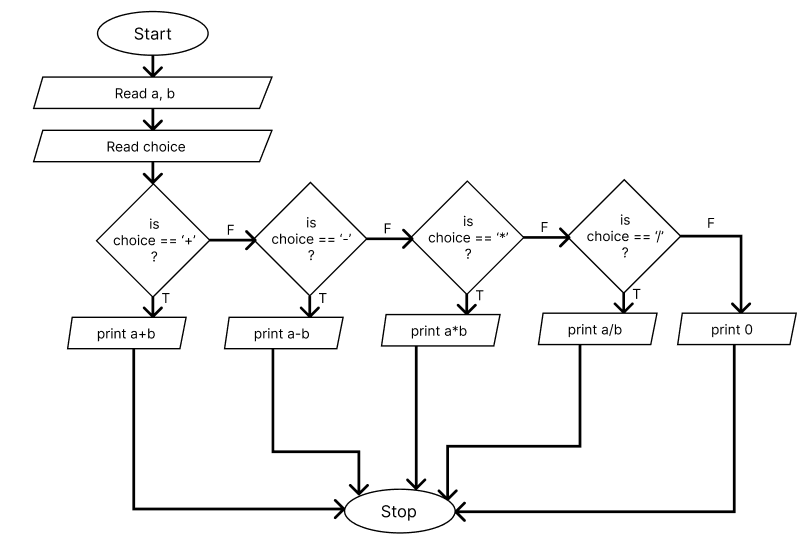 Start
Read a, b
Read choice
is
choice == ‘+’
?
F
T
is
choice == ‘-’
?
F
T
is
choice == ‘*’
?
F
T
is
choice == ‘/’
?
F
T
print a+b
print a-b
print a*b
print a/b
print 0
Stop